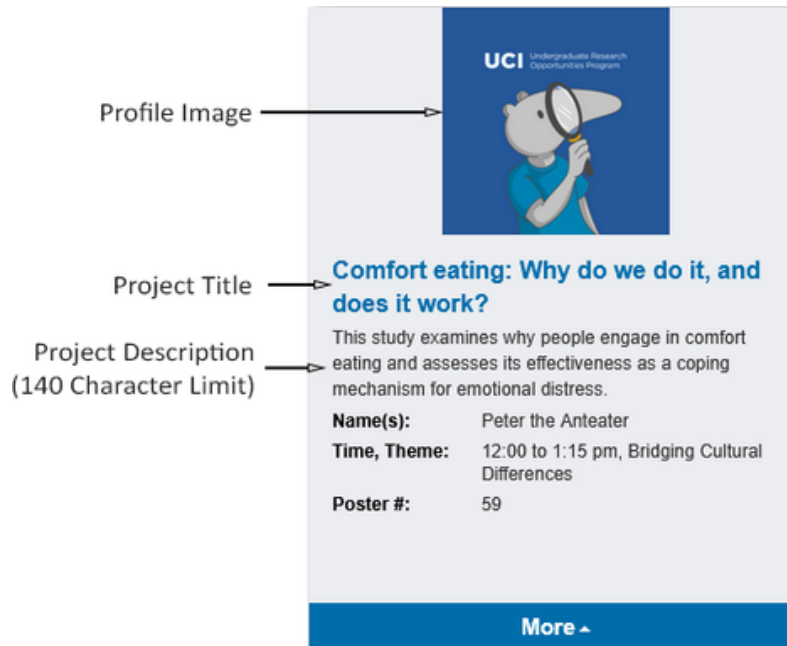 UCI Undergraduate Research
Opportunities Program
Profile Image
Project Title
Comfort eating: Why do we do it, and
does it work?
Project Description
(140 Character Limit)
This study examines why people engage in comfort
eating and assesses its effectiveness as a coping
mechanism for emotional distress.
Name(s): Peter the Anteater
Time, Theme: 12:00 to 1:15 pm, Bridging Cultural
Differences
Poster #: 59
More